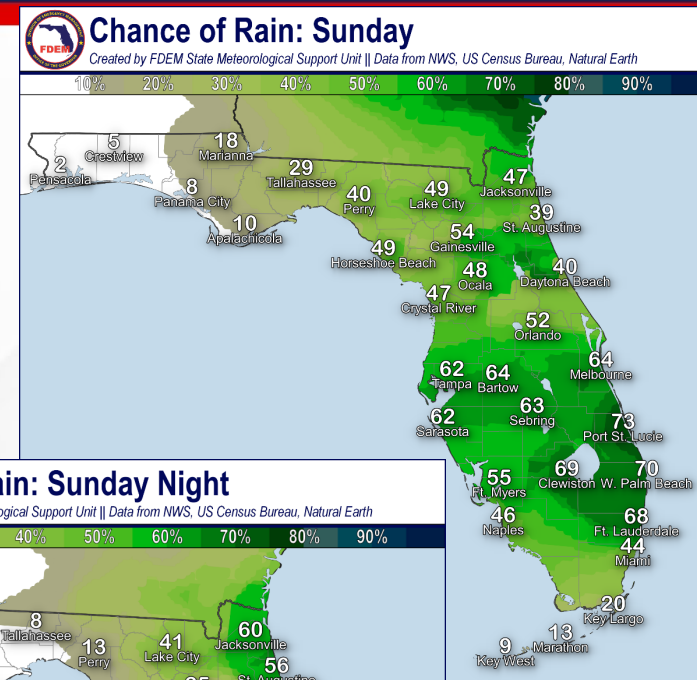 FDEM
Chance of Rain: Sunday
Created by FDEM State Meteorological Support Unit || Data from NWS, US Census Bureau, Natural Earth
10% 20% 30% 40% 50% 60% 70% 80% 90%
5
Crestview
2
Pensacola
18
Marianna
8
Panama City
10
Apalachicola
29
Tallahassee
40
Perry
49
Lake City
47
Jacksonville
39
St. Augustine
54
Gainesville
49
Horseshoe Beach
48
Ocala
40
Daytona Beach
47
Crystal River
52
Orlando
62
Tampa
64
Bartow
64
Melbourne
62
Sarasota
63
Sebring
73
Port St. Lucie
55
Ft. Myers
69
Clewiston
70
W. Palm Beach
46
Naples
68
Ft. Lauderdale
44
Miami
20
Key Largo
13
Marathon
9
Key West
ain: Sunday Night
ological Support Unit || Data from NWS, US Census Bureau, Natural Earth
40% 50% 60% 70% 80% 90%
8
Tallahassee
13
Perry
41
Lake City
60
Jacksonville
56
St. Augustine